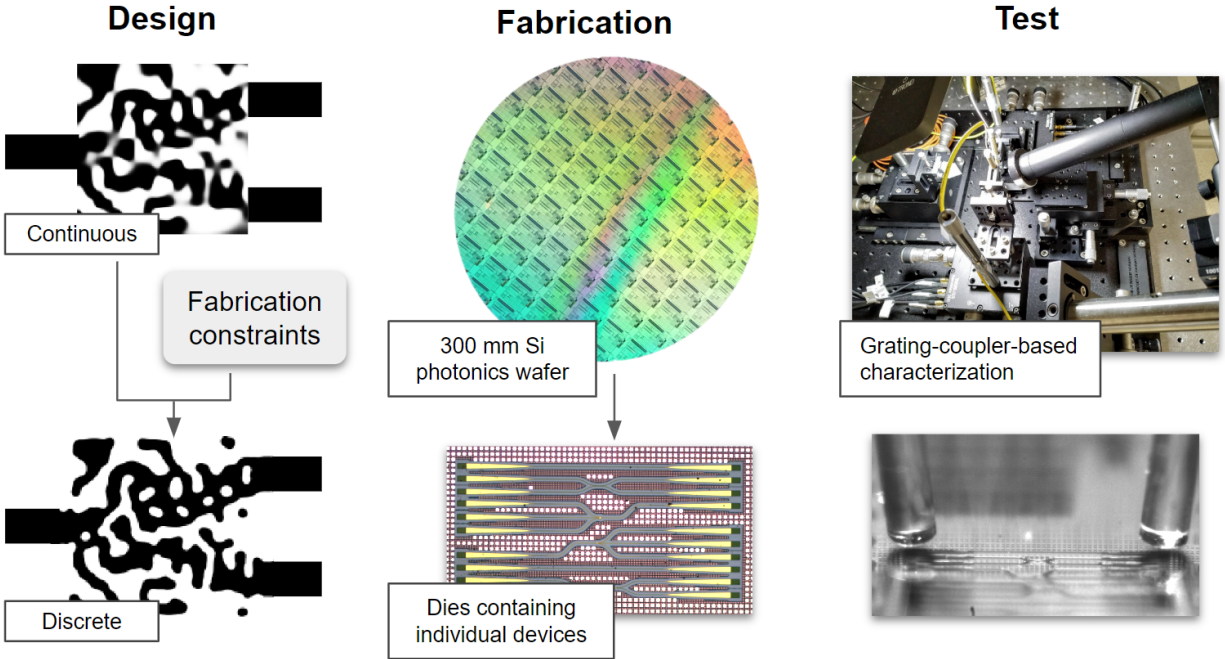 Design
Fabrication
Test
Continuous
Fabrication
constraints
Discrete
300 mm Si
photonics wafer
Dies containing
individual devices
Grating-coupler-based
characterization